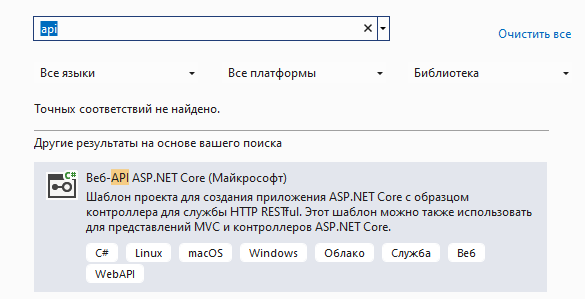 api
Очистить все
Все языки
Все платформы
Библиотека
Точных соответствий не найдено.
Другие результаты на основе вашего поиска
C#
Веб-API ASP.NET Core (Майкрософт)
Шаблон проекта для создания приложения ASP.NET Core с образцом
контроллера для службы HTTP RESTful. Этот шаблон можно также использовать
для представлений MVC и контроллеров ASP.NET Core.
C# Linux macOS Windows Облако Служба Веб
WebAPI